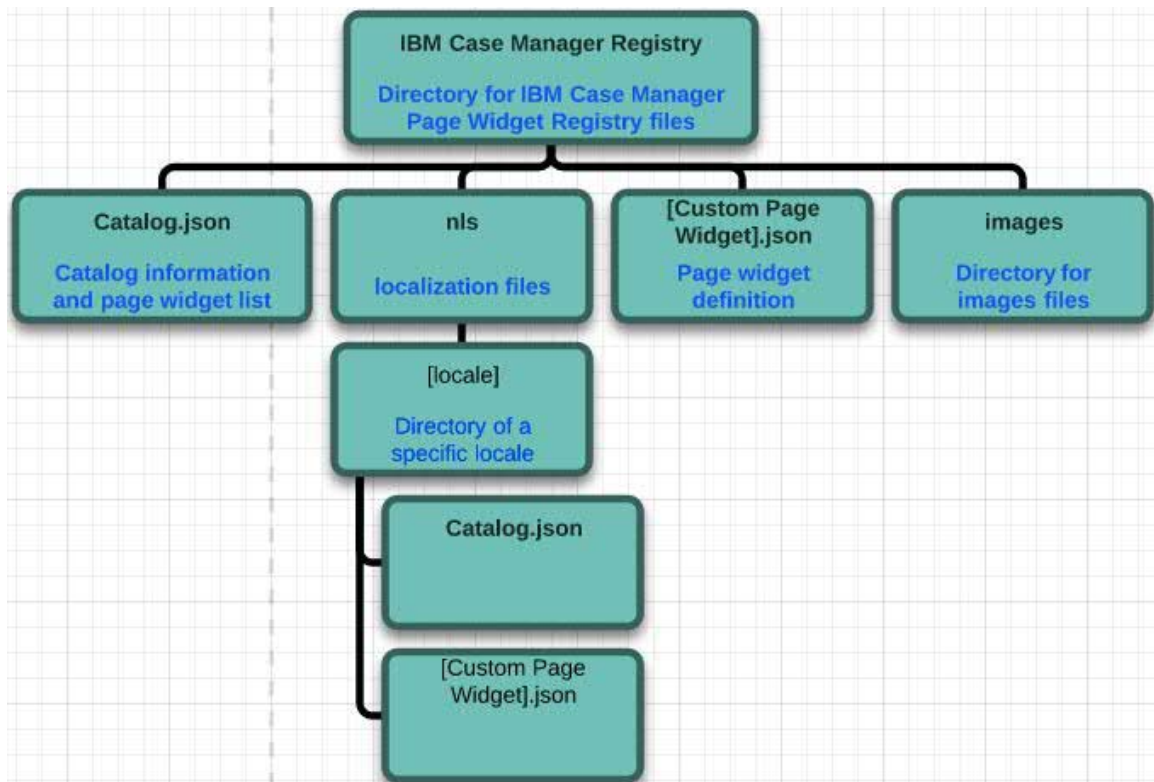 IBM Case Manager Registry
Directory for IBM Case Manager
Page Widget Registry files
Catalog.json
Catalog information
and page widget list
nls
localization files
[Custom Page
Widget].json
Page widget
definition
images
Directory for
images files
[locale]
Directory of a
specific locale
Catalog.json
[Custom Page
Widget].json